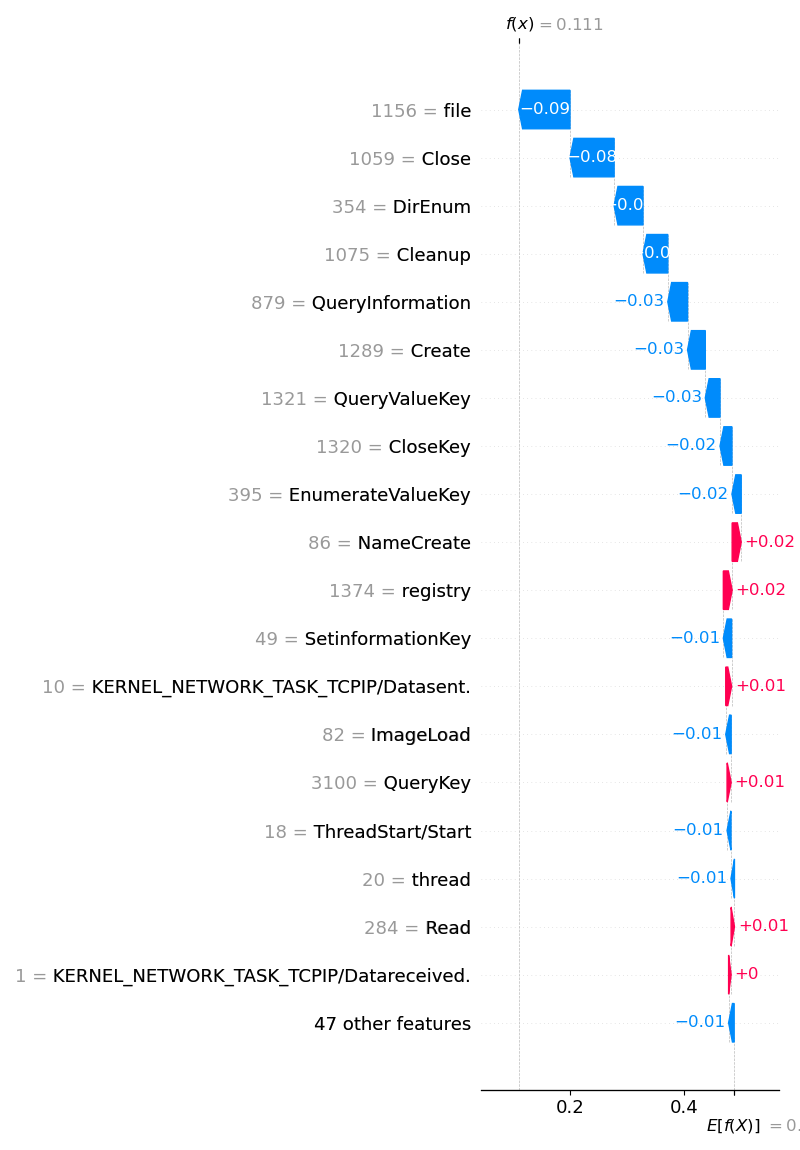 f(x) = 0.111
1156 = file −0.09
1059 = Close −0.08
354 = DirEnum
1075 = Cleanup
879 = QueryInformation −0.03
1289 = Create −0.03
1321 = QueryValueKey −0.03
1320 = CloseKey −0.02
395 = EnumerateValueKey −0.02
86 = NameCreate +0.02
1374 = registry +0.02
49 = SetinformationKey −0.01
10 = KERNEL_NETWORK_TASK_TCPIP/Datasent. +0.01
82 = ImageLoad −0.01
3100 = QueryKey +0.01
18 = ThreadStart/Start −0.01
20 = thread −0.01
284 = Read +0.01
1 = KERNEL_NETWORK_TASK_TCPIP/Datareceived. +0
47 other features −0.01
0.2 0.4
E[f(X)] = 0.